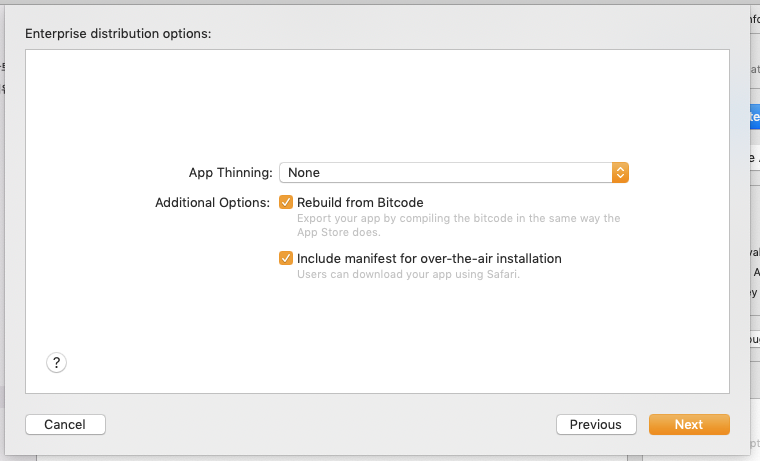 Enterprise distribution options:
App Thinning: None
Additional Options: Rebuild from Bitcode
Export your app by compiling the bitcode in the same way the
App Store does.
Include manifest for over-the-air installation
Users can download your app using Safari.
?
Cancel Previous Next